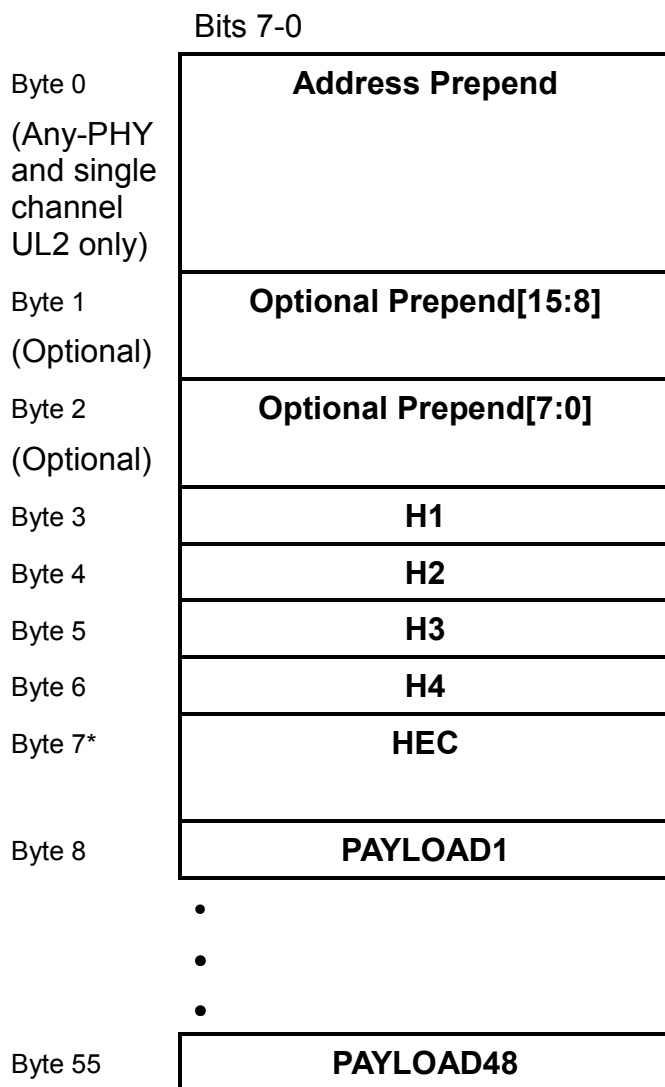 Bits 7-0
Byte 0 Address Prepend
(Any-PHY
and single
channel
UL2 only)
Byte 1 Optional Prepend[15:8]
(Optional)
Byte 2 Optional Prepend[7:0]
(Optional)
Byte 3 H1
Byte 4 H2
Byte 5 H3
Byte 6 H4
Byte 7* HEC
Byte 8 PAYLOAD1
•
•
•
Byte 55 PAYLOAD48